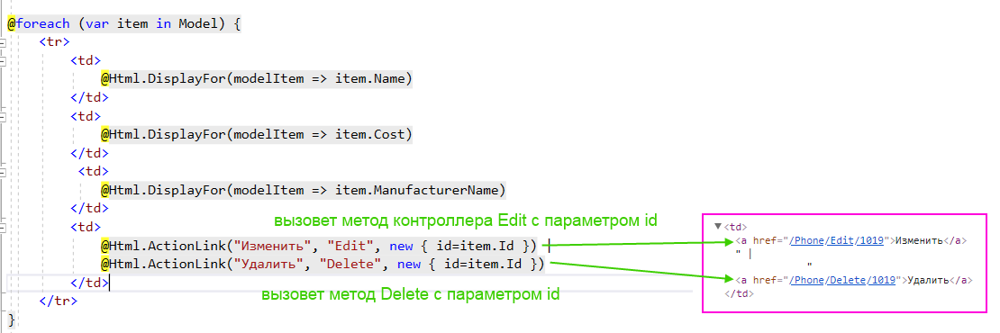 @foreach (var item in Model) {
<tr>
<td>
@Html.DisplayFor(modelItem => item.Name)
</td>
<td>
@Html.DisplayFor(modelItem => item.Cost)
</td>
<td>
@Html.DisplayFor(modelItem => item.ManufacturerName)
</td>
<td>
вызовет метод контроллера Edit с параметром id
@Html.ActionLink("Изменить", "Edit", new { id=item.Id }) |
@Html.ActionLink("Удалить", "Delete", new { id=item.Id })
</td>
вызовет метод Delete с параметром id
</tr>
}
▼<td>
<a href="/Phone/Edit/1019">Изменить</a>
" |
"
<a href="/Phone/Delete/1019">Удалить</a>
</td>